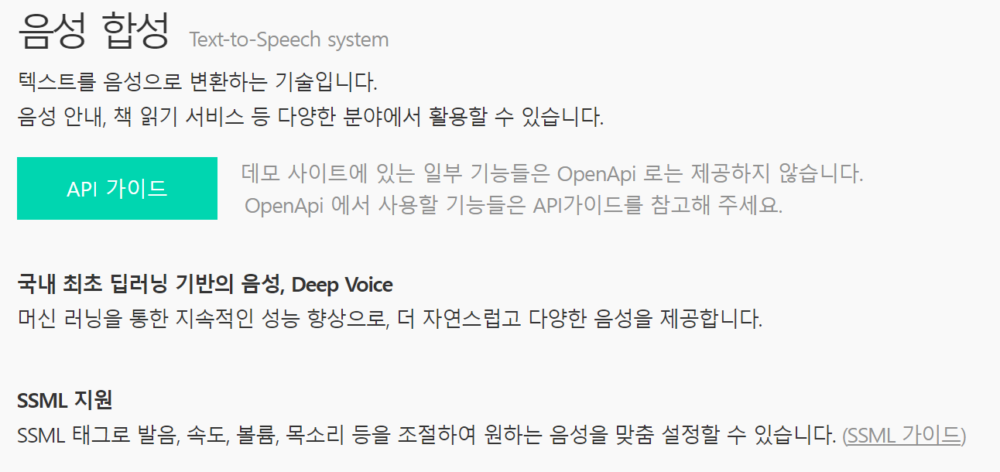 음성 합성 Text-to-Speech system
텍스트를 음성으로 변환하는 기술입니다.
음성 안내, 책 읽기 서비스 등 다양한 분야에서 활용할 수 있습니다.
API 가이드
데모 사이트에 있는 일부 기능들은 OpenApi 로는 제공하지 않습니다.
OpenApi 에서 사용할 기능들은 API가이드를 참고해 주세요.
국내 최초 딥러닝 기반의 음성, Deep Voice
머신 러닝을 통한 지속적인 성능 향상으로, 더 자연스럽고 다양한 음성을 제공합니다.
SSML 지원
SSML 태그로 발음, 속도, 볼륨, 목소리 등을 조절하여 원하는 음성을 맞춤 설정할 수 있습니다. (SSML 가이드)